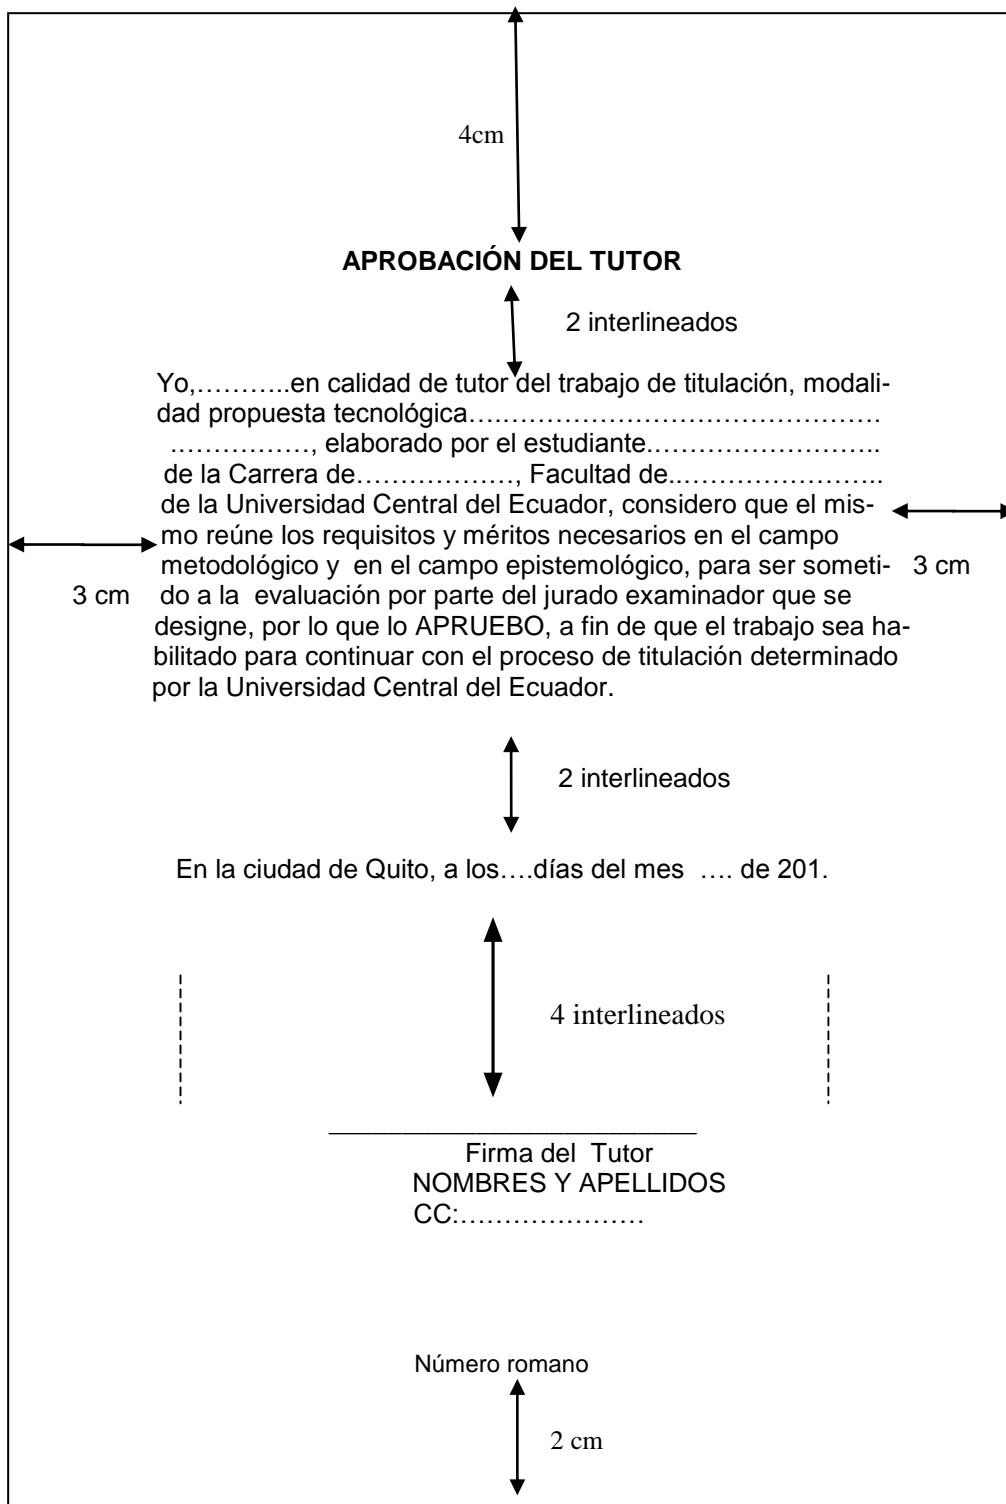 4cm
APROBACIÓN DEL TUTOR
2 interlineados
Yo,………..en calidad de tutor del trabajo de titulación, modali-
dad propuesta tecnológica…………………………………………
…………….., elaborado por el estudiante……………………..
de la Carrera de………………, Facultad de..………………….
de la Universidad Central del Ecuador, considero que el mis-
mo reúne los requisitos y méritos necesarios en el campo
metodológico y en el campo epistemológico, para ser someti- 3 cm
3 cm do a la evaluación por parte del jurado examinador que se
designe, por lo que lo APRUEBO, a fin de que el trabajo sea ha-
bilitado para continuar con el proceso de titulación determinado
por la Universidad Central del Ecuador.
2 interlineados
En la ciudad de Quito, a los….días del mes …. de 201.
4 interlineados
_________________________
Firma del Tutor
NOMBRES Y APELLIDOS
CC:…………………
Número romano
2 cm